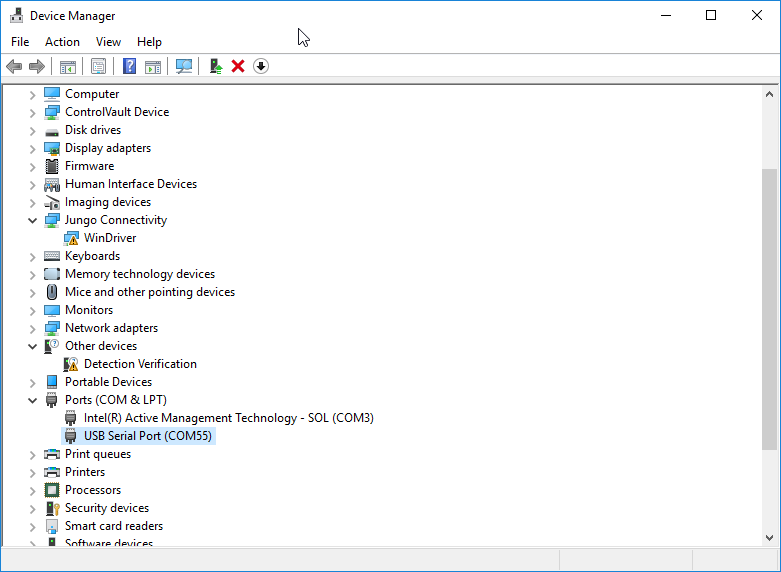 Device Manager
File Action View Help
Computer
ControlVault Device
Disk drives
Display adapters
Firmware
Human Interface Devices
Imaging devices
Jungo Connectivity
WinDriver
Keyboards
Memory technology devices
Mice and other pointing devices
Monitors
Network adapters
Other devices
Detection Verification
Portable Devices
Ports (COM & LPT)
Intel(R) Active Management Technology - SOL (COM3)
USB Serial Port (COM55)
Print queues
Printers
Processors
Security devices
Smart card readers
Software devices